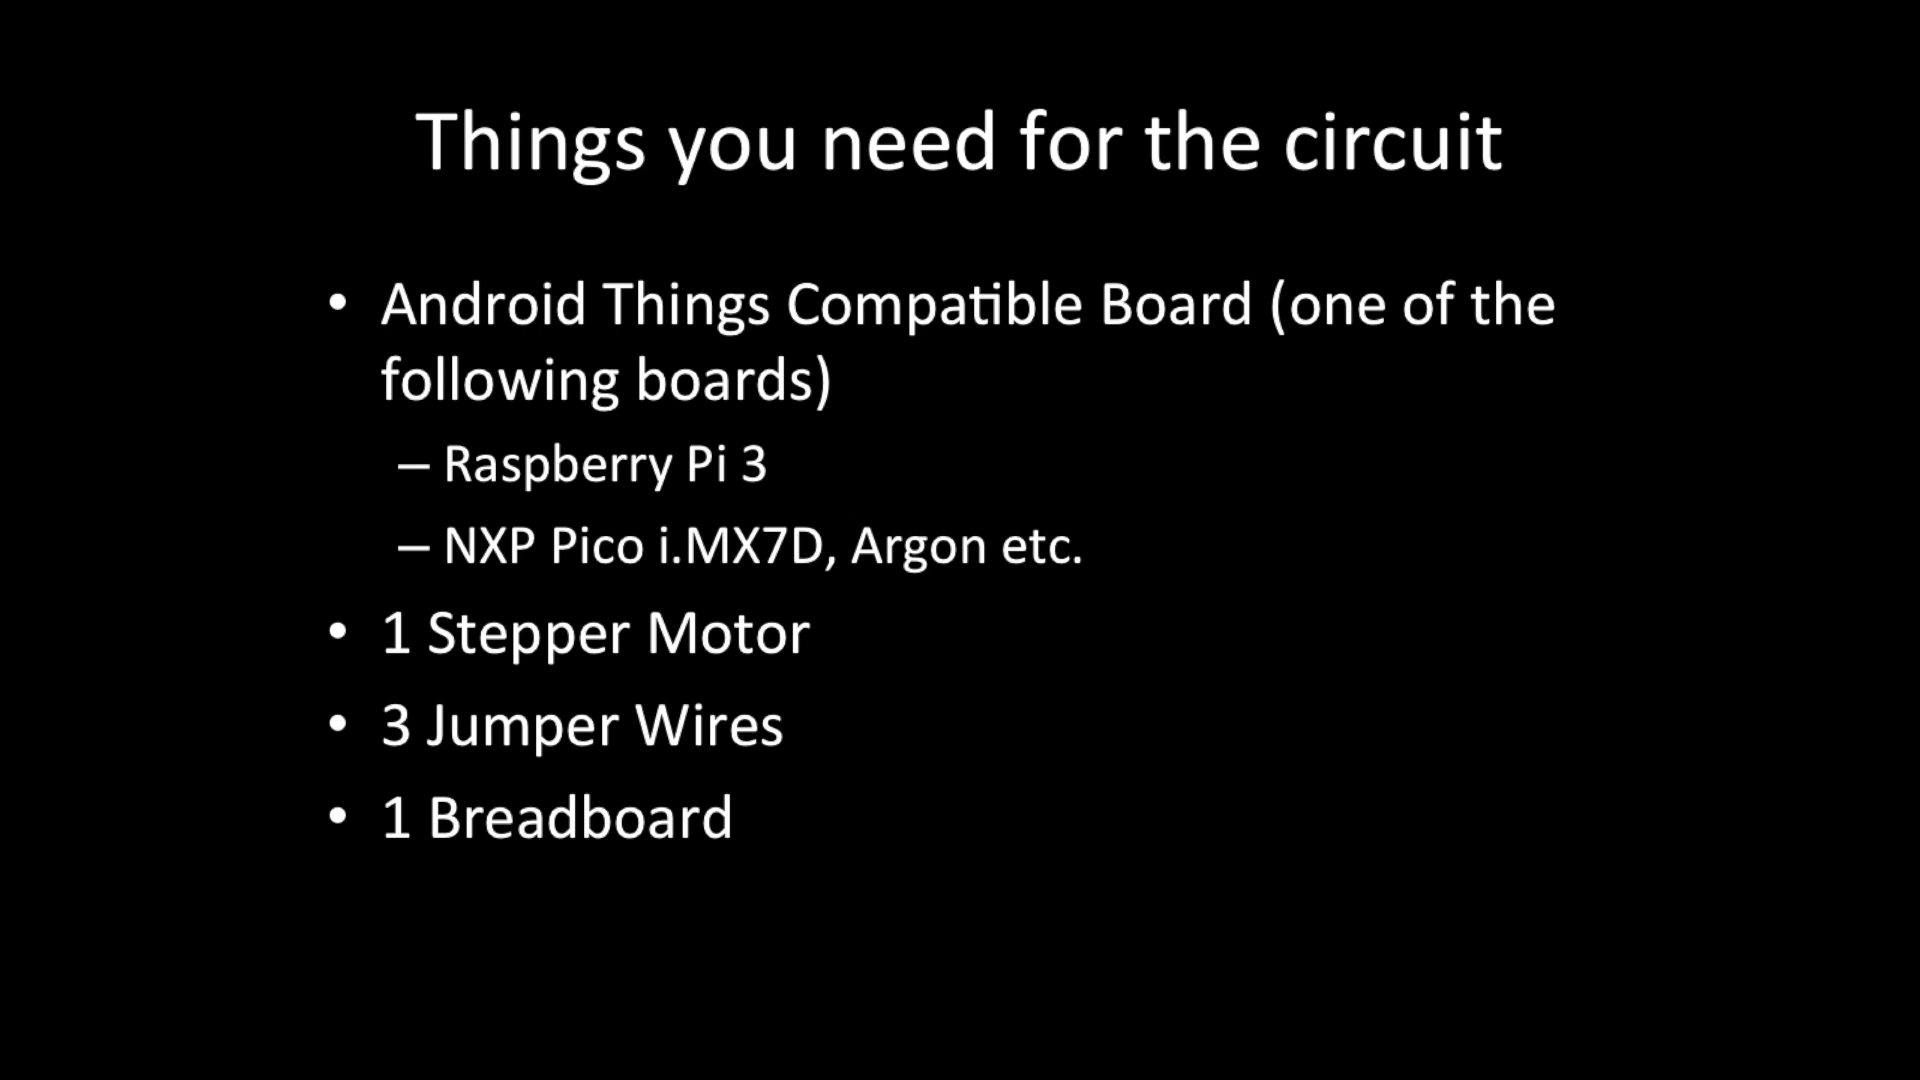 Things you need for the circuit
• Android Things Compatible Board (one of the
following boards)
– Raspberry Pi 3
– NXP Pico i.MX7D, Argon etc.
• 1 Stepper Motor
• 3 Jumper Wires
• 1 Breadboard